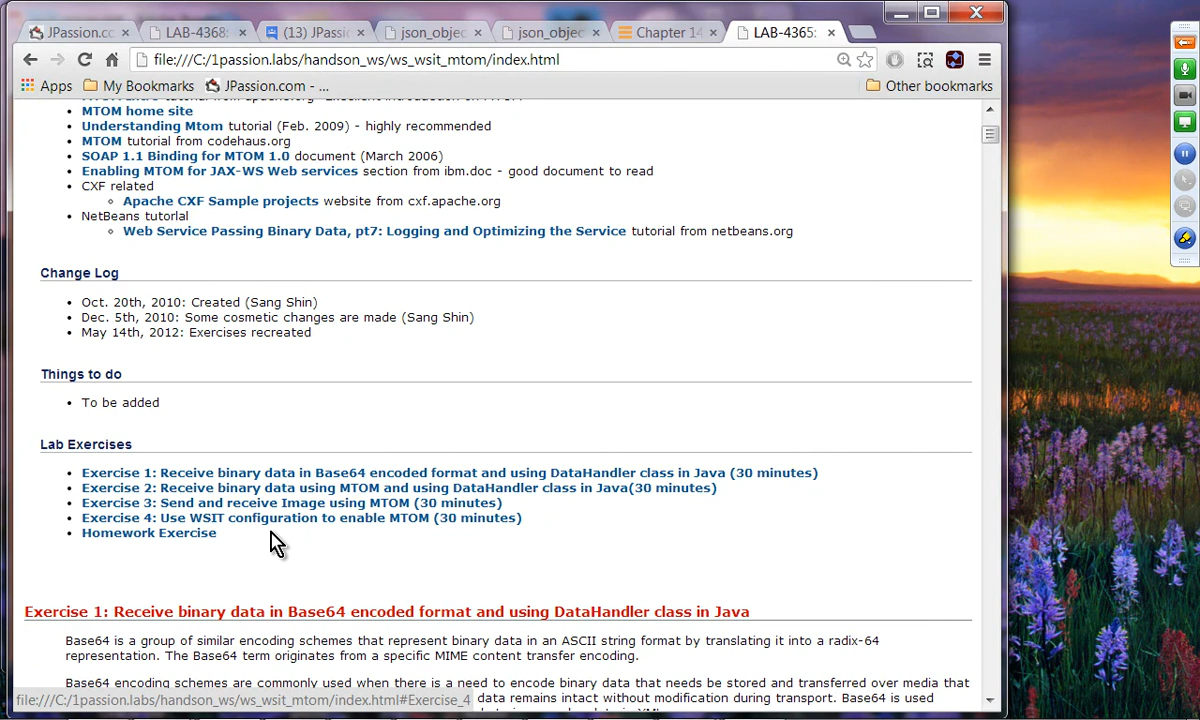 JPassion.cc
LAB-4368:
(13) JPassi
json_objec
json_objec
Chapter 14
LAB-4365:
file:///C:/1passion.labs/handson_ws/ws_wsit_mtom/index.html
Apps
My Bookmarks
JPassion.com - ...
Other bookmarks
MTOM home site
Understanding Mtom tutorial (Feb. 2009) - highly recommended
MTOM tutorial from codehaus.org
SOAP 1.1 Binding for MTOM 1.0 document (March 2006)
Enabling MTOM for JAX-WS Web services section from ibm.doc - good document to read
CXF related
Apache CXF Sample projects website from cxf.apache.org
NetBeans tutorlal
Web Service Passing Binary Data, pt7: Logging and Optimizing the Service tutorial from netbeans.org
Change Log
Oct. 20th, 2010: Created (Sang Shin)
Dec. 5th, 2010: Some cosmetic changes are made (Sang Shin)
May 14th, 2012: Exercises recreated
Things to do
To be added
Lab Exercises
Exercise 1: Receive binary data in Base64 encoded format and using DataHandler class in Java (30 minutes)
Exercise 2: Receive binary data using MTOM and using DataHandler class in Java(30 minutes)
Exercise 3: Send and receive Image using MTOM (30 minutes)
Exercise 4: Use WSIT configuration to enable MTOM (30 minutes)
Homework Exercise
Exercise 1: Receive binary data in Base64 encoded format and using DataHandler class in Java
Base64 is a group of similar encoding schemes that represent binary data in an ASCII string format by translating it into a radix-64
representation. The Base64 term originates from a specific MIME content transfer encoding.
Base64 encoding schemes are commonly used when there is a need to encode binary data that needs be stored and transferred over media that
data remains intact without modification during transport. Base64 is used
file:///C:/1passion.labs/handson_ws/ws_wsit_mtom/index.html#Exercise_4